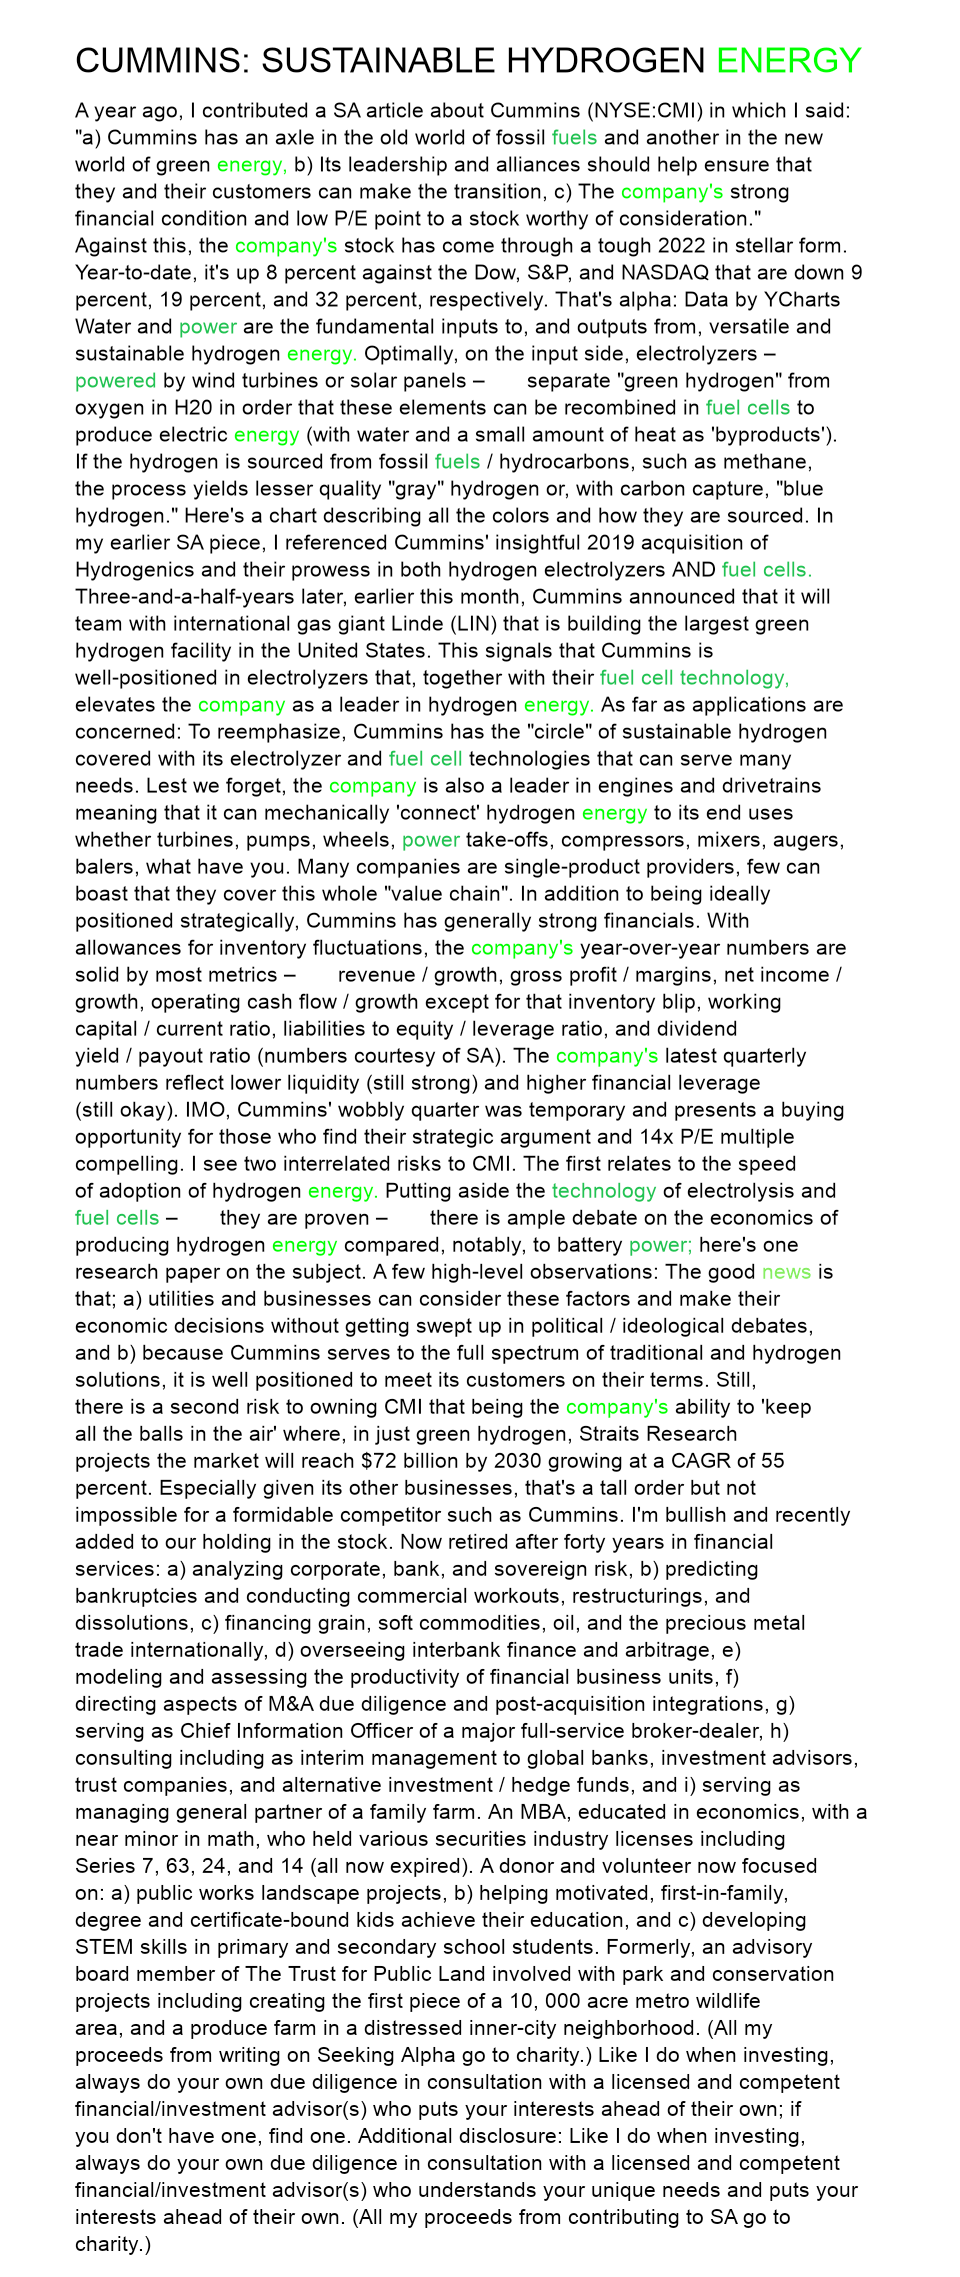 CUMMINS: SUSTAINABLE HYDROGEN ENERGY
A year ago, I contributed a SA article about Cummins (NYSE:CMI) in which I said:
"a) Cummins has an axle in the old world of fossil fuels and another in the new
world of green energy, b) Its leadership and alliances should help ensure that
they and their customers can make the transition, c) The company's strong
financial condition and low P/E point to a stock worthy of consideration."
Against this, the company's stock has come through a tough 2022 in stellar form.
Year-to-date, it's up 8 percent against the Dow, S&P, and NASDAQ that are down 9
percent, 19 percent, and 32 percent, respectively. That's alpha: Data by YCharts
Water and power are the fundamental inputs to, and outputs from, versatile and
sustainable hydrogen energy. Optimally, on the input side, electrolyzers –
powered by wind turbines or solar panels – separate "green hydrogen" from
oxygen in H20 in order that these elements can be recombined in fuel cells to
produce electric energy (with water and a small amount of heat as 'byproducts').
If the hydrogen is sourced from fossil fuels / hydrocarbons, such as methane,
the process yields lesser quality "gray" hydrogen or, with carbon capture, "blue
hydrogen." Here's a chart describing all the colors and how they are sourced. In
my earlier SA piece, I referenced Cummins' insightful 2019 acquisition of
Hydrogenics and their prowess in both hydrogen electrolyzers AND fuel cells.
Three-and-a-half-years later, earlier this month, Cummins announced that it will
team with international gas giant Linde (LIN) that is building the largest green
hydrogen facility in the United States. This signals that Cummins is
well-positioned in electrolyzers that, together with their fuel cell technology,
elevates the company as a leader in hydrogen energy. As far as applications are
concerned: To reemphasize, Cummins has the "circle" of sustainable hydrogen
covered with its electrolyzer and fuel cell technologies that can serve many
needs. Lest we forget, the company is also a leader in engines and drivetrains
meaning that it can mechanically 'connect' hydrogen energy to its end uses
whether turbines, pumps, wheels, power take-offs, compressors, mixers, augers,
balers, what have you. Many companies are single-product providers, few can
boast that they cover this whole "value chain". In addition to being ideally
positioned strategically, Cummins has generally strong financials. With
allowances for inventory fluctuations, the company's year-over-year numbers are
solid by most metrics – revenue / growth, gross profit / margins, net income /
growth, operating cash flow / growth except for that inventory blip, working
capital / current ratio, liabilities to equity / leverage ratio, and dividend
yield / payout ratio (numbers courtesy of SA). The company's latest quarterly
numbers reflect lower liquidity (still strong) and higher financial leverage
(still okay). IMO, Cummins' wobbly quarter was temporary and presents a buying
opportunity for those who find their strategic argument and 14x P/E multiple
compelling. I see two interrelated risks to CMI. The first relates to the speed
of adoption of hydrogen energy. Putting aside the technology of electrolysis and
fuel cells – they are proven – there is ample debate on the economics of
producing hydrogen energy compared, notably, to battery power; here's one
research paper on the subject. A few high-level observations: The good news is
that; a) utilities and businesses can consider these factors and make their
economic decisions without getting swept up in political / ideological debates,
and b) because Cummins serves to the full spectrum of traditional and hydrogen
solutions, it is well positioned to meet its customers on their terms. Still,
there is a second risk to owning CMI that being the company's ability to 'keep
all the balls in the air' where, in just green hydrogen, Straits Research
projects the market will reach $72 billion by 2030 growing at a CAGR of 55
percent. Especially given its other businesses, that's a tall order but not
impossible for a formidable competitor such as Cummins. I'm bullish and recently
added to our holding in the stock. Now retired after forty years in financial
services: a) analyzing corporate, bank, and sovereign risk, b) predicting
bankruptcies and conducting commercial workouts, restructurings, and
dissolutions, c) financing grain, soft commodities, oil, and the precious metal
trade internationally, d) overseeing interbank finance and arbitrage, e)
modeling and assessing the productivity of financial business units, f)
directing aspects of M&A due diligence and post-acquisition integrations, g)
serving as Chief Information Officer of a major full-service broker-dealer, h)
consulting including as interim management to global banks, investment advisors,
trust companies, and alternative investment / hedge funds, and i) serving as
managing general partner of a family farm. An MBA, educated in economics, with a
near minor in math, who held various securities industry licenses including
Series 7, 63, 24, and 14 (all now expired). A donor and volunteer now focused
on: a) public works landscape projects, b) helping motivated, first-in-family,
degree and certificate-bound kids achieve their education, and c) developing
STEM skills in primary and secondary school students. Formerly, an advisory
board member of The Trust for Public Land involved with park and conservation
projects including creating the first piece of a 10, 000 acre metro wildlife
area, and a produce farm in a distressed inner-city neighborhood. (All my
proceeds from writing on Seeking Alpha go to charity.) Like I do when investing,
always do your own due diligence in consultation with a licensed and competent
financial/investment advisor(s) who puts your interests ahead of their own; if
you don't have one, find one. Additional disclosure: Like I do when investing,
always do your own due diligence in consultation with a licensed and competent
financial/investment advisor(s) who understands your unique needs and puts your
interests ahead of their own. (All my proceeds from contributing to SA go to
charity.)